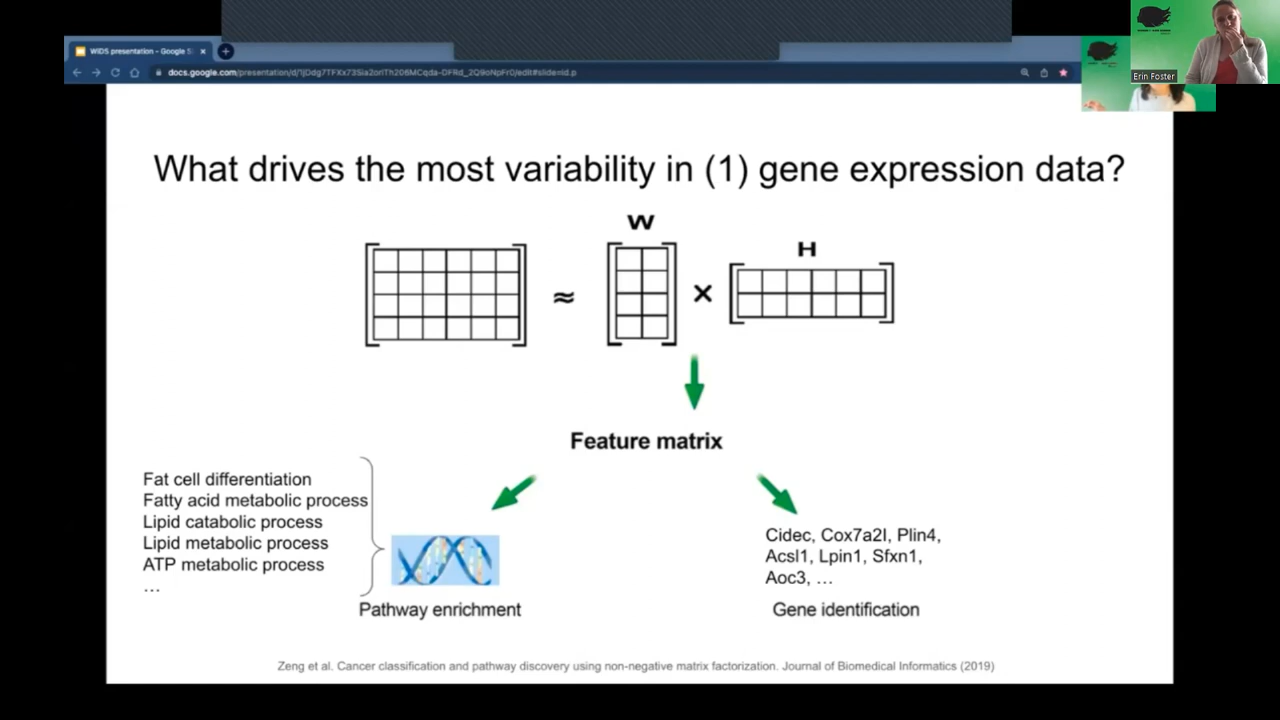 WIDS presentation - Google S
docs.google.com/presentation/d/1jDdg7TFXx73Sia2oriTh206MCqda-DFRd_2Q9oNpFr0/edit#slide=id.p
Erin Foster
What drives the most variability in (1) gene expression data?
W
H
≈
×
Feature matrix
Fat cell differentiation
Fatty acid metabolic process
Lipid catabolic process
Lipid metabolic process
ATP metabolic process
...
Pathway enrichment
Cidec, Cox7a2l, Plin4,
Acsl1, Lpin1, Sfxn1,
Aoc3, ...
Gene identification
Zeng et al. Cancer classification and pathway discovery using non-negative matrix factorization. Journal of Biomedical Informatics (2019)